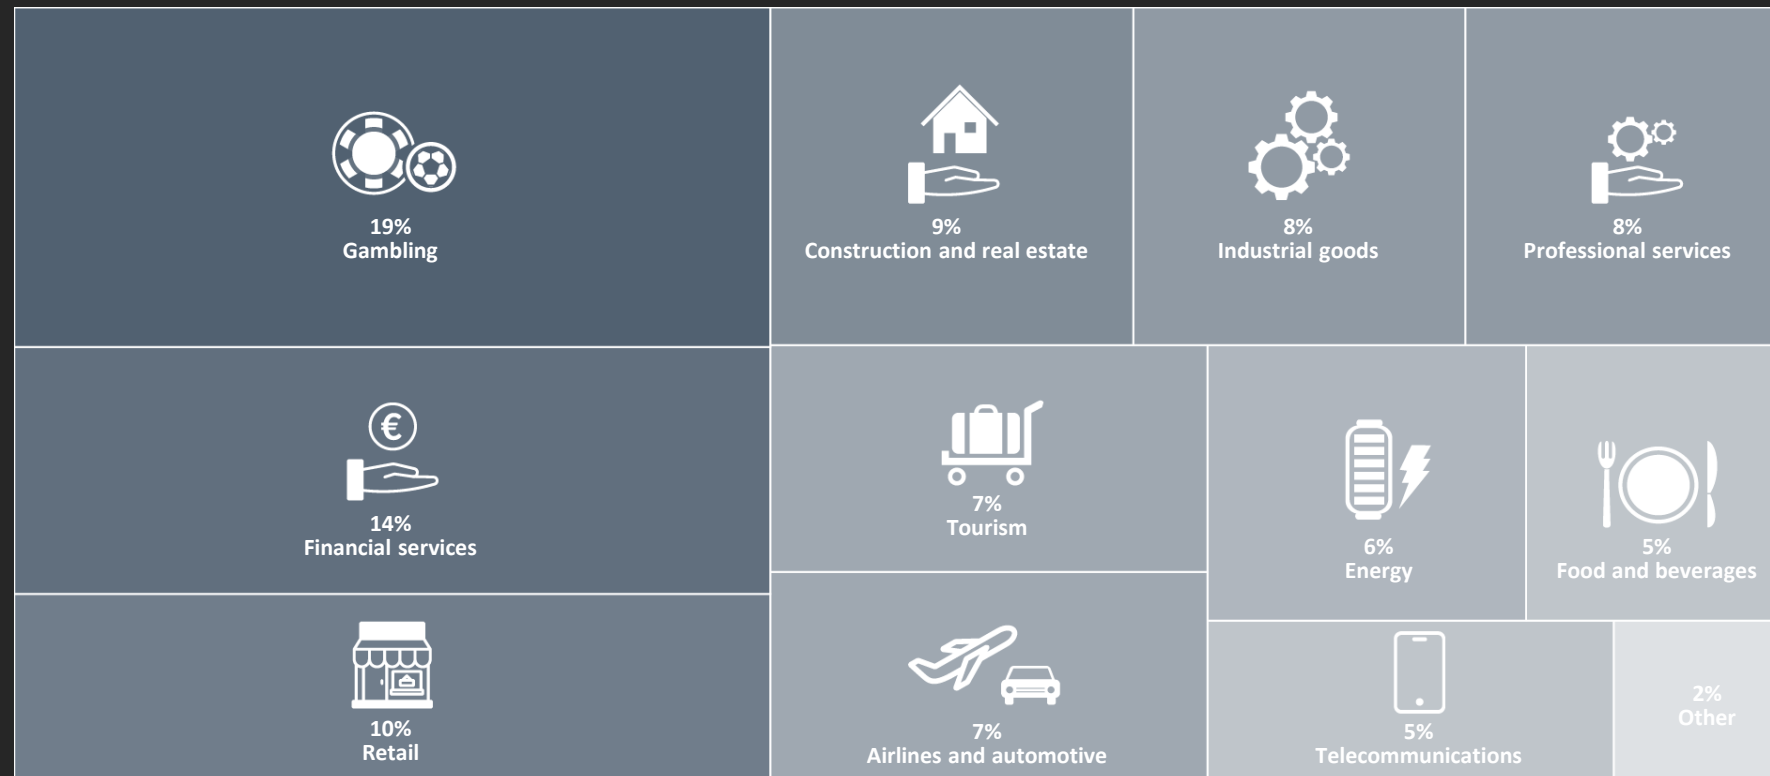 19%
Gambling
9%
Construction and real estate
8%
Industrial goods
8%
Professional services
€
14%
Financial services
7%
Tourism
6%
Energy
5%
Food and beverages
10%
Retail
7%
Airlines and automotive
5%
Telecommunications
2%
Other